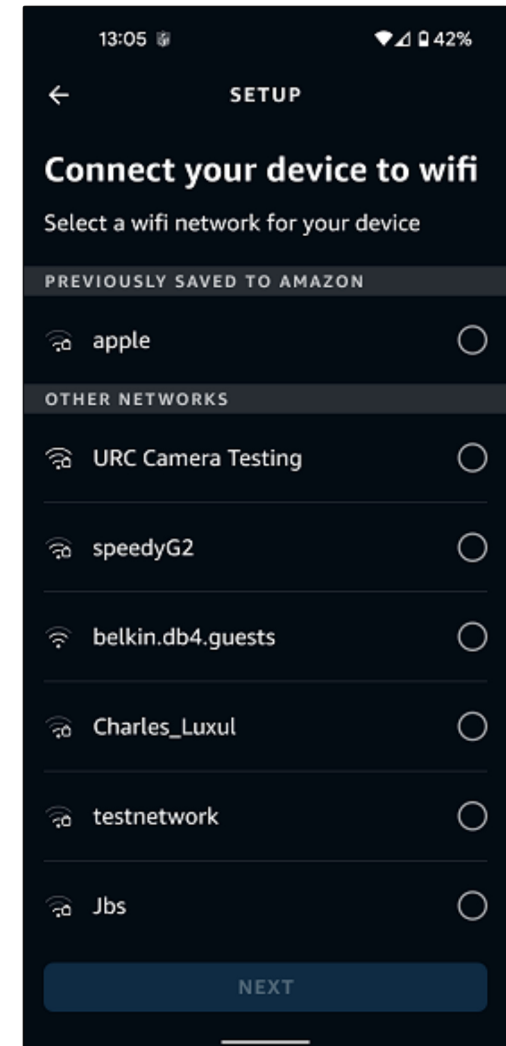 13:05 42%
SETUP
Connect your device to wifi
Select a wifi network for your device
PREVIOUSLY SAVED TO AMAZON
apple
OTHER NETWORKS
URC Camera Testing
speedyG2
belkin.db4.guests
Charles_Luxul
testnetwork
Jbs
NEXT